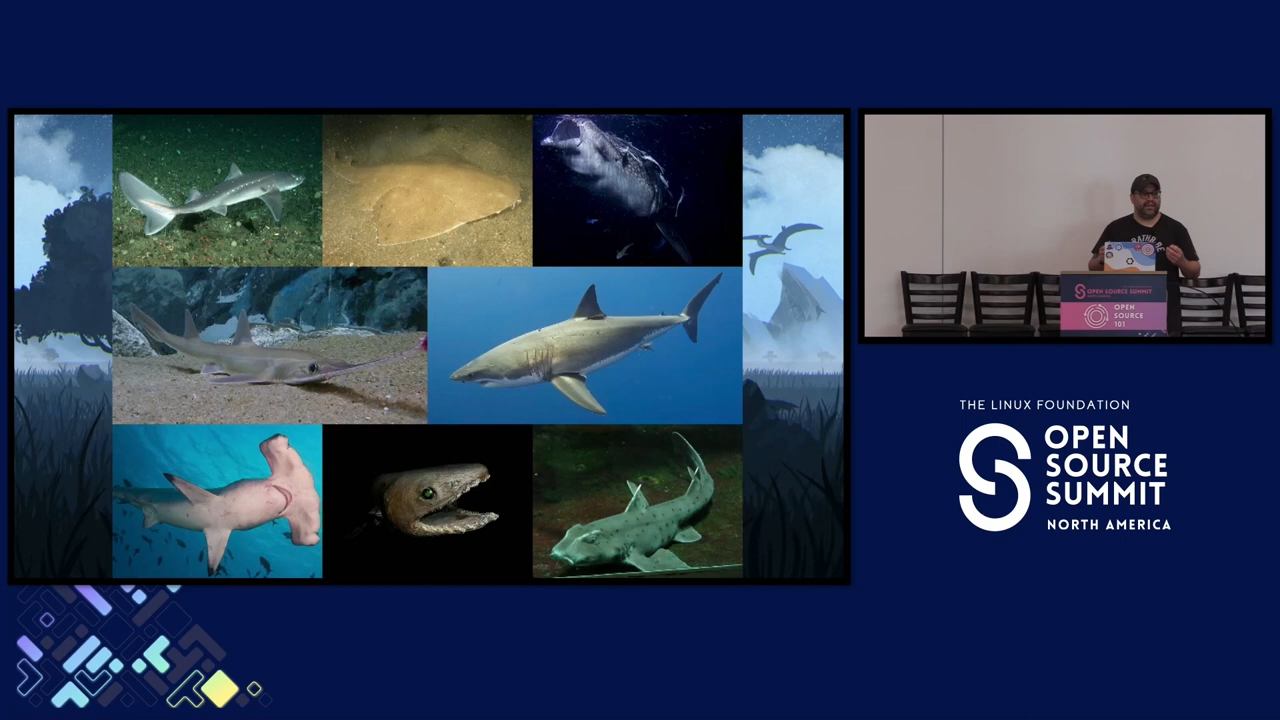 OPEN SOURCE SUMMIT
OPEN
SOURCE
101
THE LINUX FOUNDATION
OPEN
SOURCE
SUMMIT
NORTH AMERICA